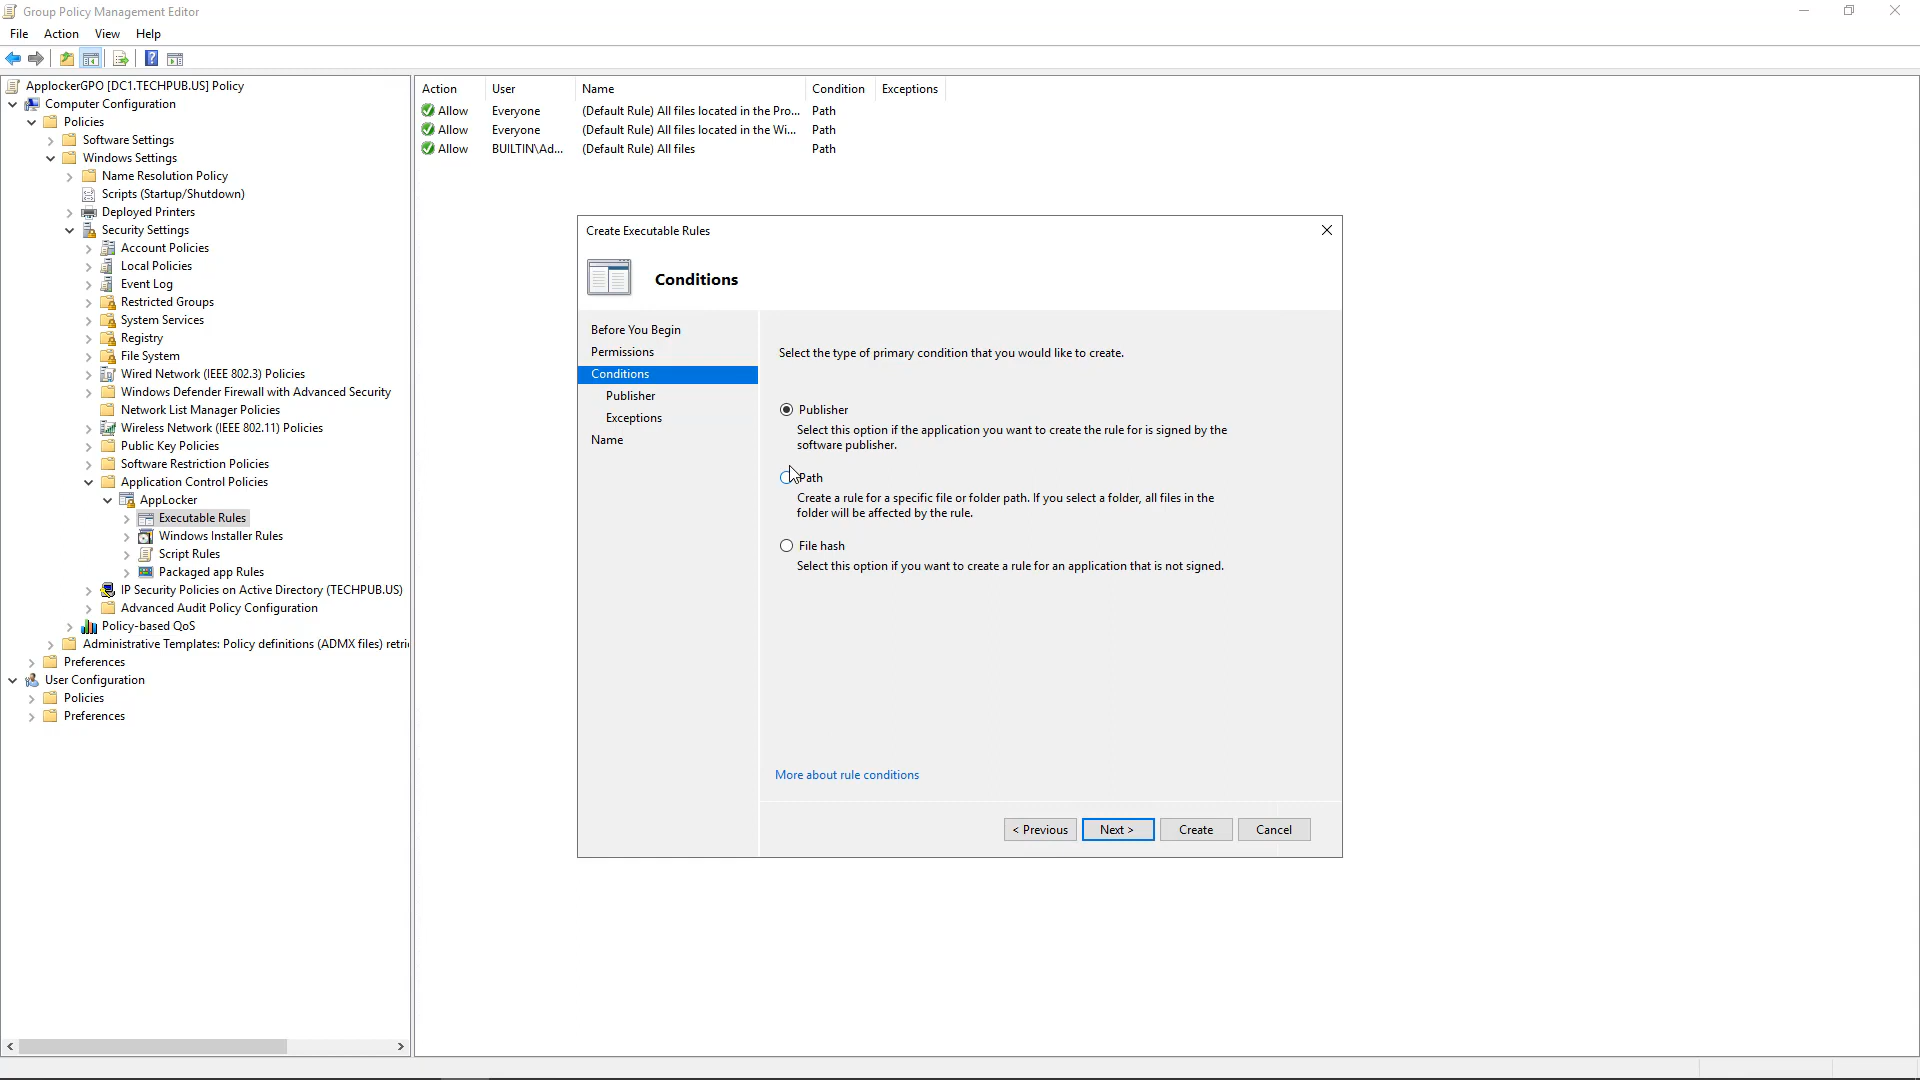 Group Policy Management Editor
File Action View Help
ApplockerGPO [DC1.TECHPUB.US] Policy
Computer Configuration
Policies
Software Settings
Windows Settings
Name Resolution Policy
Scripts (Startup/Shutdown)
Deployed Printers
Security Settings
Account Policies
Local Policies
Event Log
Restricted Groups
System Services
Registry
File System
Wired Network (IEEE 802.3) Policies
Windows Defender Firewall with Advanced Security
Network List Manager Policies
Wireless Network (IEEE 802.11) Policies
Public Key Policies
Software Restriction Policies
Application Control Policies
AppLocker
Executable Rules
Windows Installer Rules
Script Rules
Packaged app Rules
IP Security Policies on Active Directory (TECHPUB.US)
Advanced Audit Policy Configuration
Policy-based QoS
Administrative Templates: Policy definitions (ADMX files) retri
Preferences
User Configuration
Policies
Preferences
Action User Name Condition Exceptions
Allow Everyone (Default Rule) All files located in the Pro... Path
Allow Everyone (Default Rule) All files located in the Wi... Path
Allow BUILTIN\Ad... (Default Rule) All files Path
Create Executable Rules
Conditions
Before You Begin
Permissions
Conditions
Publisher
Exceptions
Name
Select the type of primary condition that you would like to create.
Publisher
Select this option if the application you want to create the rule for is signed by the
software publisher.
Path
Create a rule for a specific file or folder path. If you select a folder, all files in the
folder will be affected by the rule.
File hash
Select this option if you want to create a rule for an application that is not signed.
More about rule conditions
< Previous Next > Create Cancel